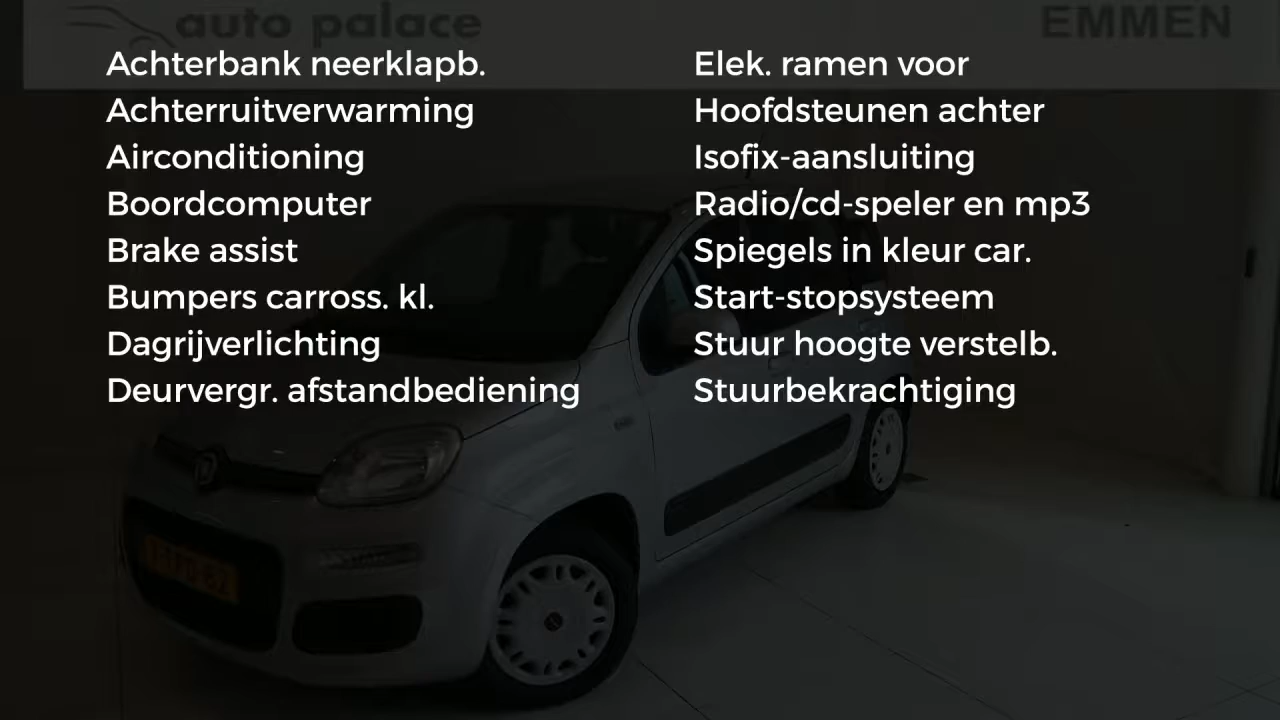 auto palace
EMMEN
Achterbank neerklapb.
Achterruitverwarming
Airconditioning
Boordcomputer
Brake assist
Bumpers carross. kl.
Dagrijverlichting
Deurvergr. afstandbediening
Elek. ramen voor
Hoofdsteunen achter
Isofix-aansluiting
Radio/cd-speler en mp3
Spiegels in kleur car.
Start-stopsysteem
Stuur hoogte verstelb.
Stuurbekrachtiging